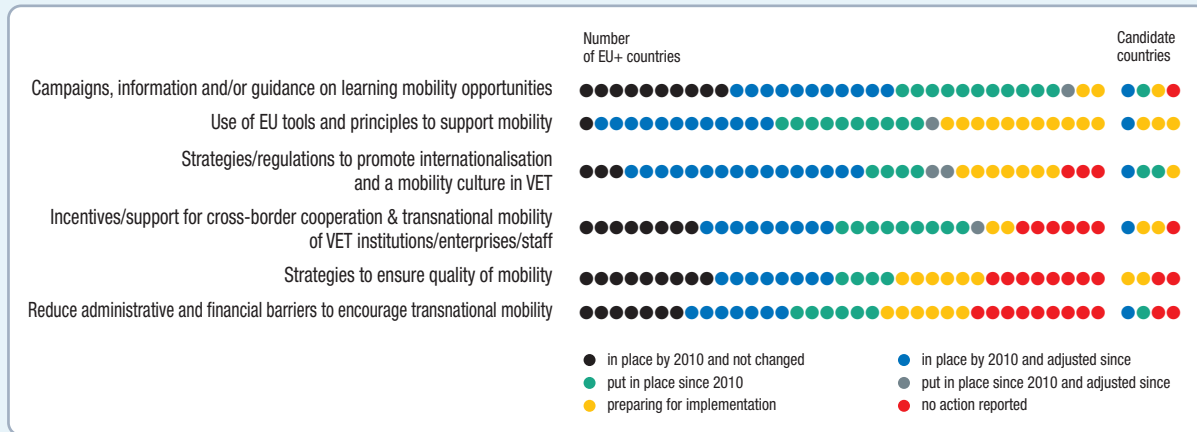 Number
of EU+ countries
Candidate
countries
Campaigns, information and/or guidance on learning mobility opportunities
Use of EU tools and principles to support mobility
Strategies/regulations to promote internationalisation
and a mobility culture in VET
Incentives/support for cross-border cooperation & transnational mobility
of VET institutions/enterprises/staff
Strategies to ensure quality of mobility
Reduce administrative and financial barriers to encourage transnational mobility
in place by 2010 and not changed
in place by 2010 and adjusted since
put in place since 2010
put in place since 2010 and adjusted since
preparing for implementation
no action reported